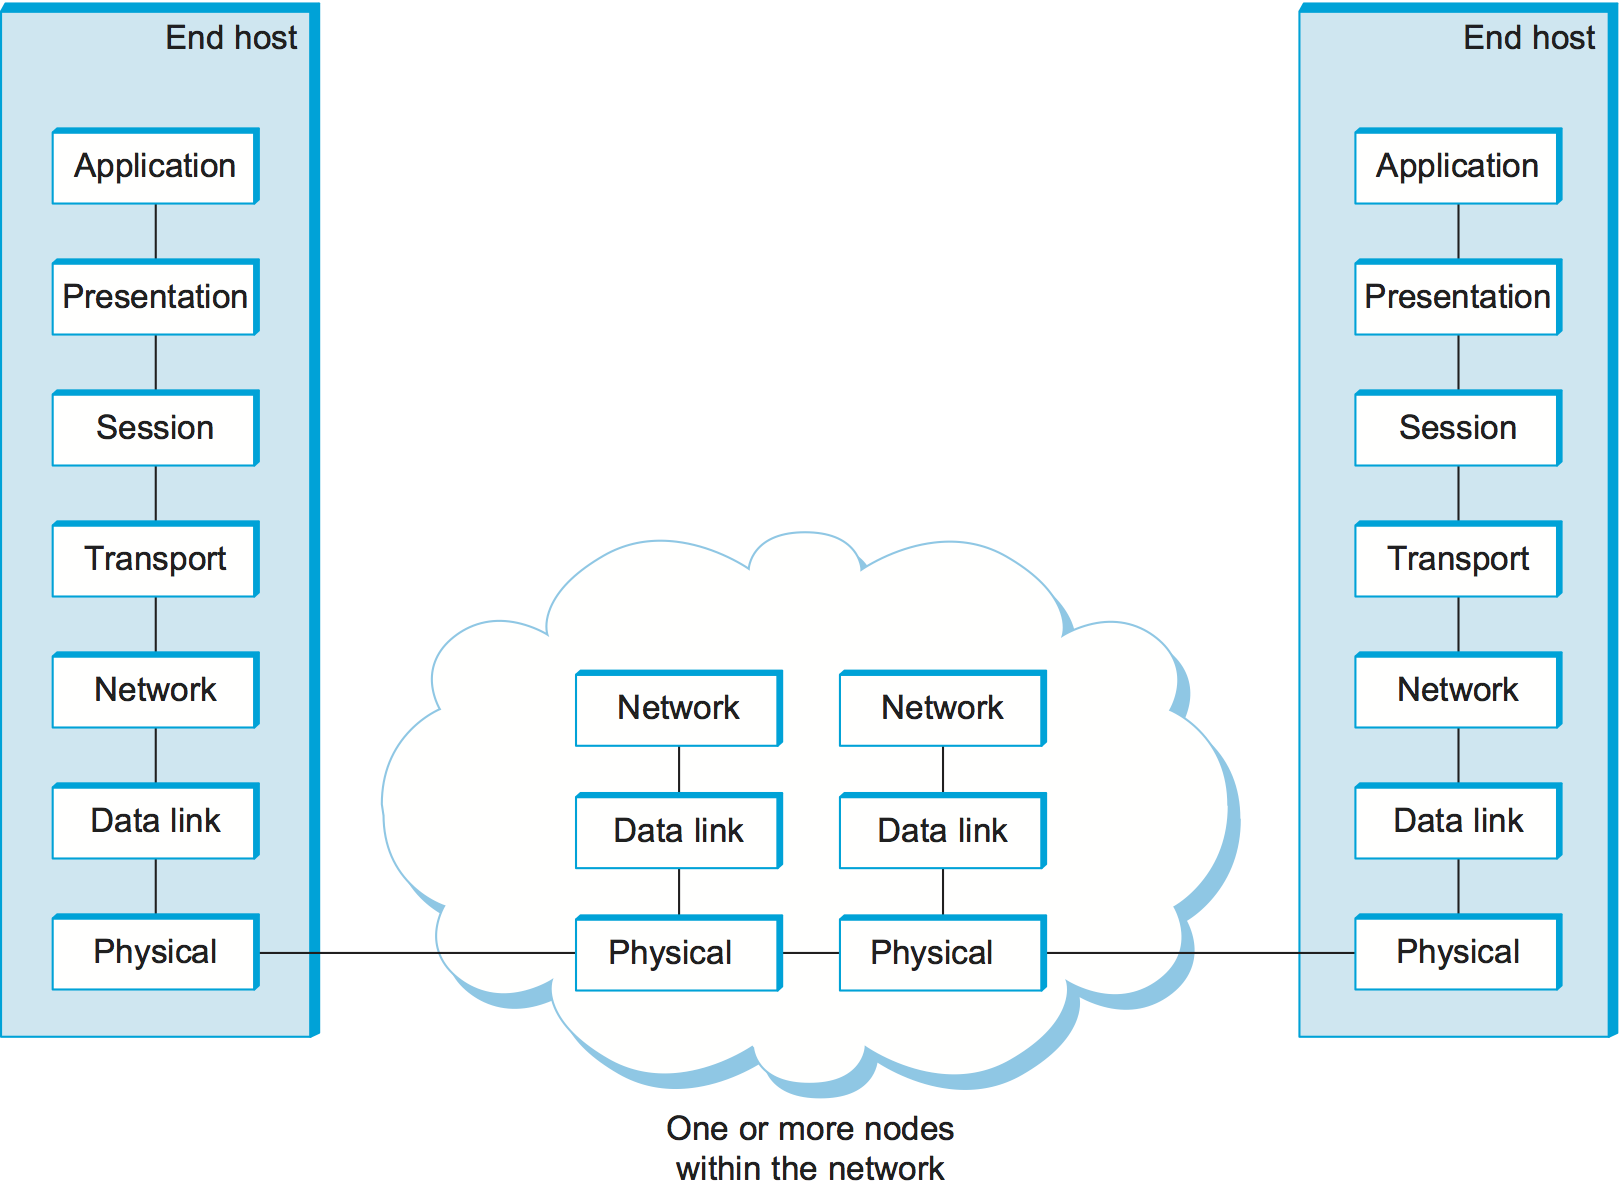 End host
Application
Presentation
Session
Transport
Network
Data link
Physical
Network
Data link
Physical
Network
Data link
Physical
One or more nodes
within the network
End host
Application
Presentation
Session
Transport
Network
Data link
Physical